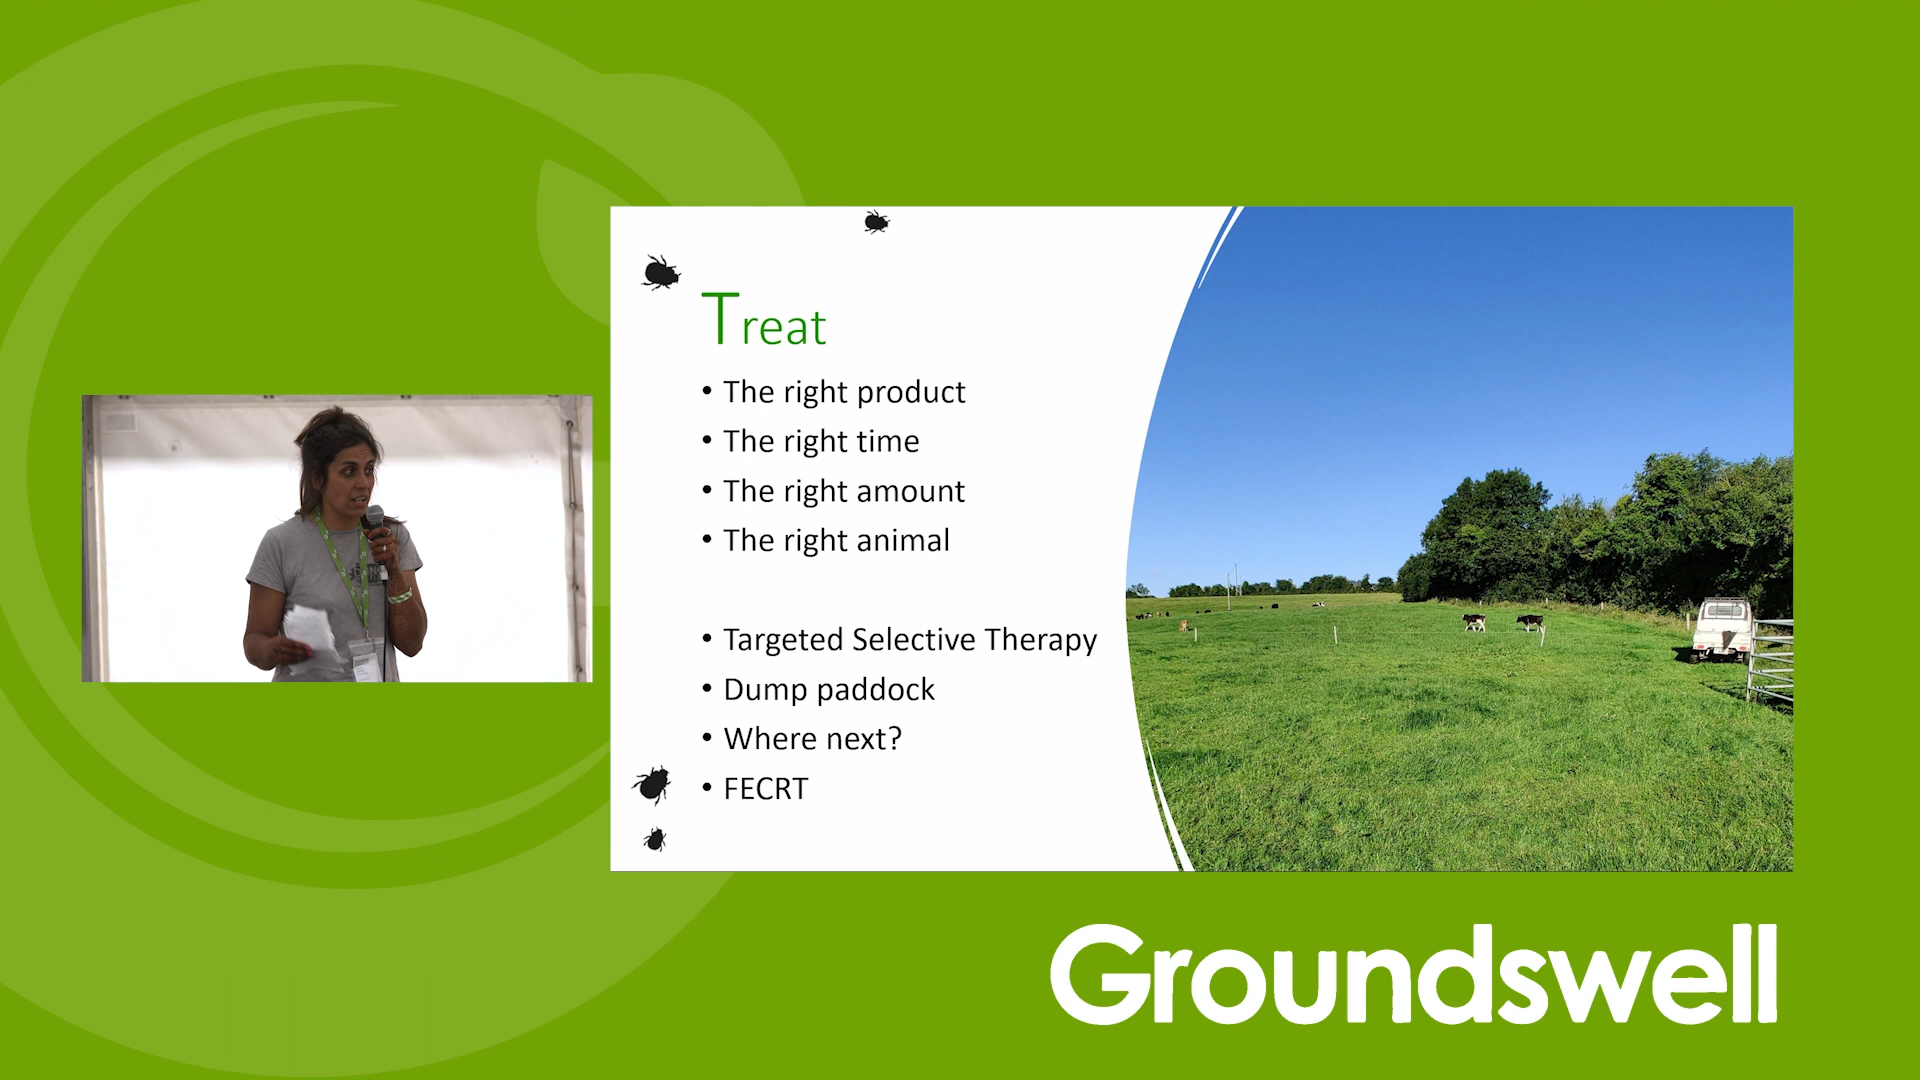 Treat
• The right product
• The right time
• The right amount
• The right animal
• Targeted Selective Therapy
• Dump paddock
• Where next?
• FECRT
Groundswell